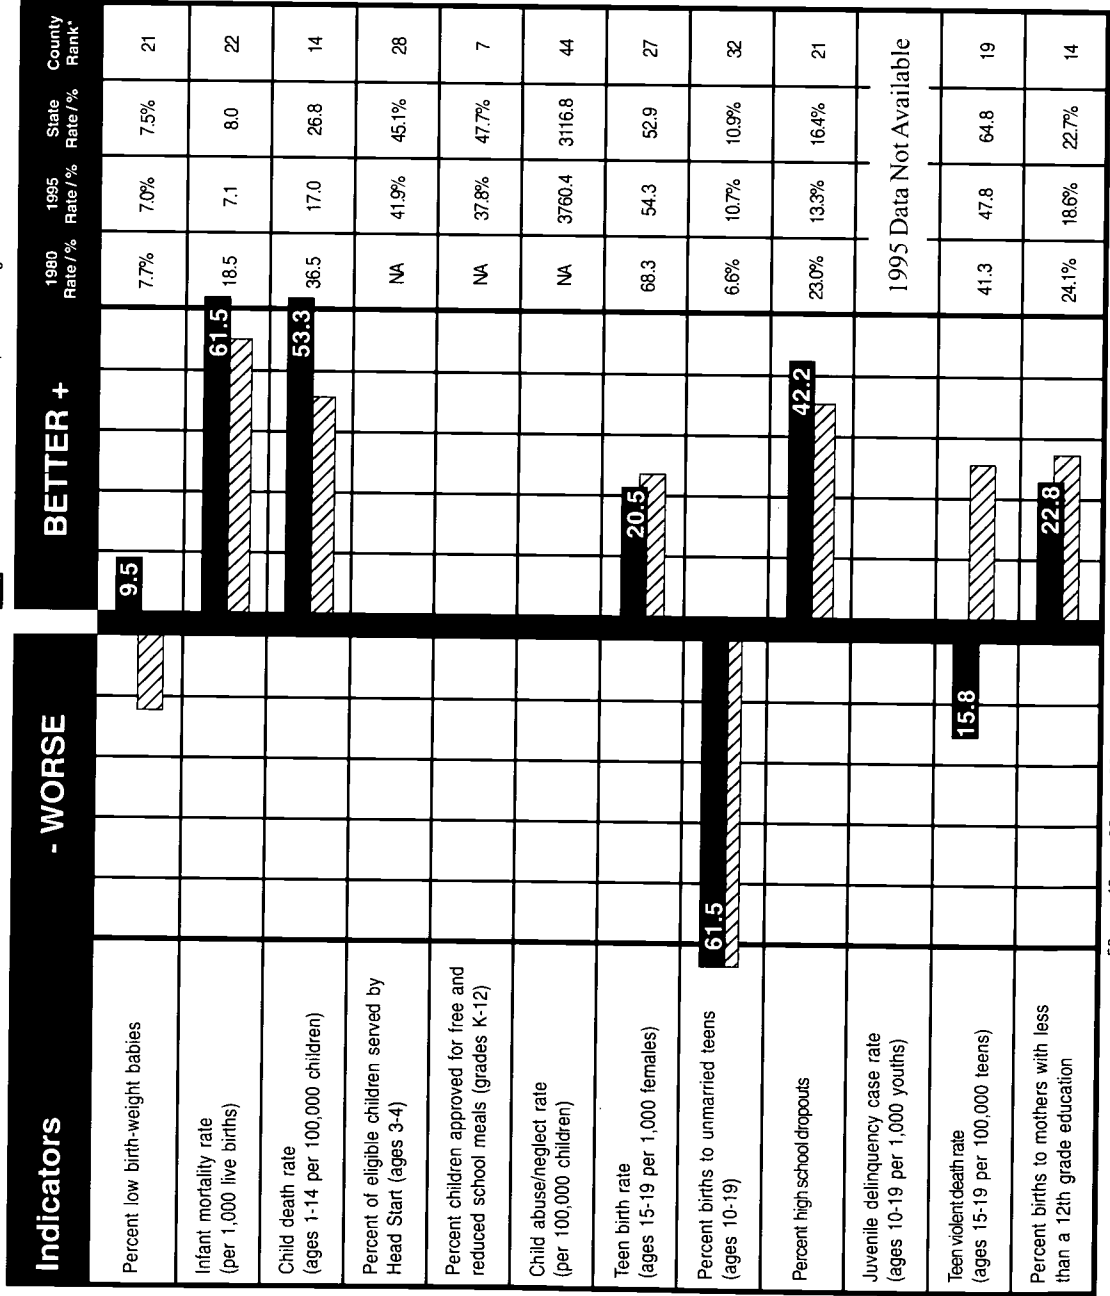 Indicators - WORSE BETTER + 1980 Rate / % 1995 Rate / % State Rate / % County Rank*
Percent low birth-weight babies 9.5 7.7% 7.0% 7.5% 21
Infant mortality rate
(per 1,000 live births) 61.5 18.5 7.1 8.0 22
Child death rate
(ages 1-14 per 100,000 children) 53.3 36.5 17.0 26.8 14
Percent of eligible children served by
Head Start (ages 3-4) NA 41.9% 45.1% 28
Percent children approved for free and
reduced school meals (grades K-12) NA 37.8% 47.7% 7
Child abuse/neglect rate
(per 100,000 children) NA 3760.4 3116.8 44
Teen birth rate
(ages 15-19 per 1,000 females) 20.5 68.3 54.3 52.9 27
Percent births to unmarried teens
(ages 10-19) 61.5 6.6% 10.7% 10.9% 32
Percent high school dropouts 42.2 23.0% 13.3% 16.4% 21
Juvenile delinquency case rate
(ages 10-19 per 1,000 youths) 1995 Data Not Available
Teen violent death rate
(ages 15-19 per 100,000 teens) 15.8 41.3 47.8 64.8 19
Percent births to mothers with less
than a 12th grade education 22.8 24.1% 18.6% 22.7% 14